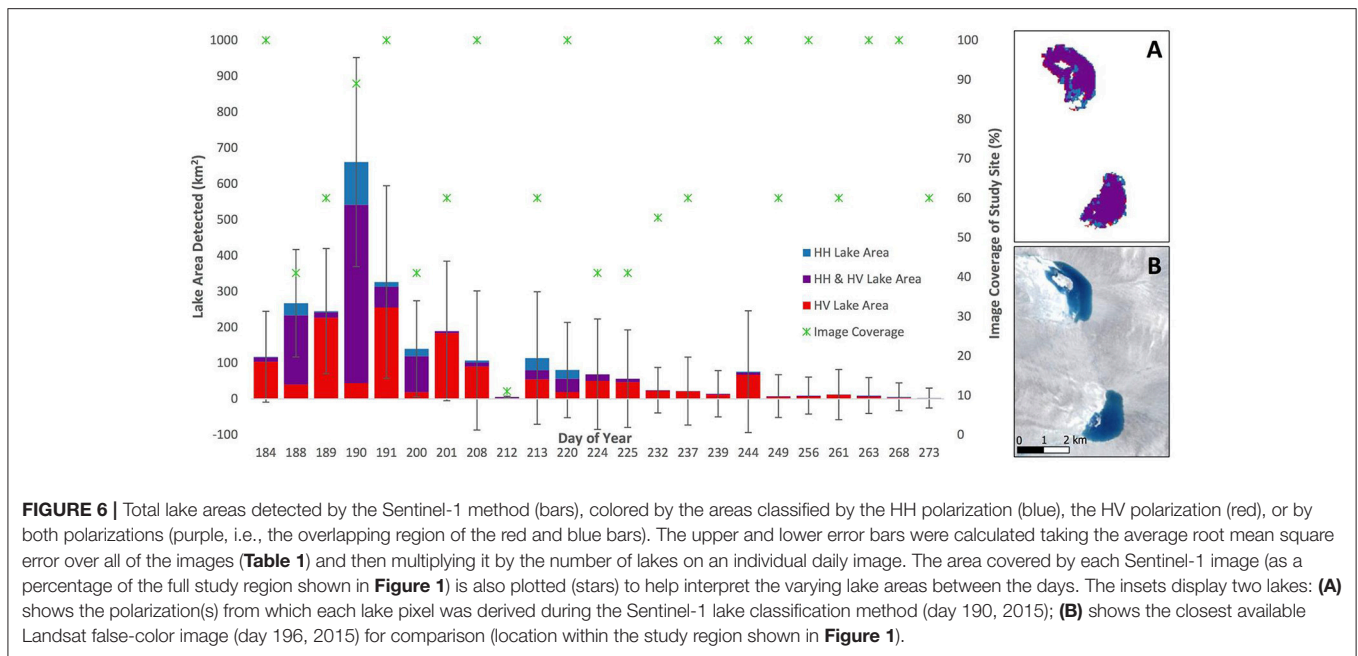 1000
900
800
700
600
500
400
300
200
100
0
-100
Lake Area Detected (km²)
184 188 189 190 191 200 201 208 212 213 220 224 225 232 237 239 244 249 256 261 263 268 273
Day of Year
100
90
80
70
60
50
40
30
20
10
0
Image Coverage of Study Site (%)
HH Lake Area
HH & HV Lake Area
HV Lake Area
Image Coverage
A
B
0 1 2 km
FIGURE 6 | Total lake areas detected by the Sentinel-1 method (bars), colored by the areas classified by the HH polarization (blue), the HV polarization (red), or by
both polarizations (purple, i.e., the overlapping region of the red and blue bars). The upper and lower error bars were calculated taking the average root mean square
error over all of the images (Table 1) and then multiplying it by the number of lakes on an individual daily image. The area covered by each Sentinel-1 image (as a
percentage of the full study region shown in Figure 1) is also plotted (stars) to help interpret the varying lake areas between the days. The insets display two lakes: (A)
shows the polarization(s) from which each lake pixel was derived during the Sentinel-1 lake classification method (day 190, 2015); (B) shows the closest available
Landsat false-color image (day 196, 2015) for comparison (location within the study region shown in Figure 1).